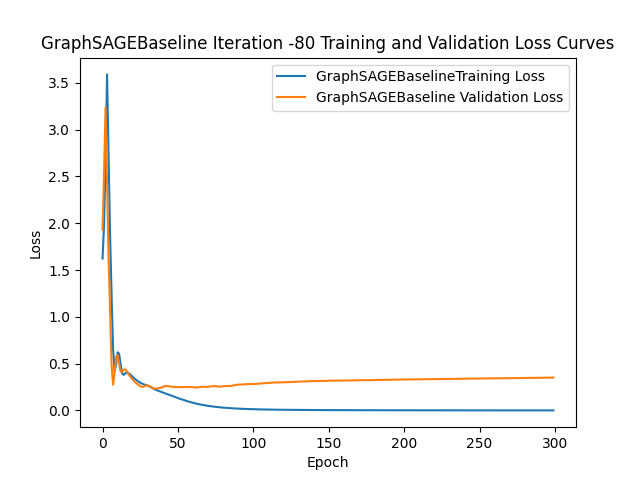 GraphSAGEBaseline Iteration -80 Training and Validation Loss Curves
GraphSAGEBaselineTraining Loss
GraphSAGEBaseline Validation Loss
3.5
3.0
2.5
2.0
1.5
1.0
0.5
0.0
Loss
0 50 100 150 200 250 300
Epoch